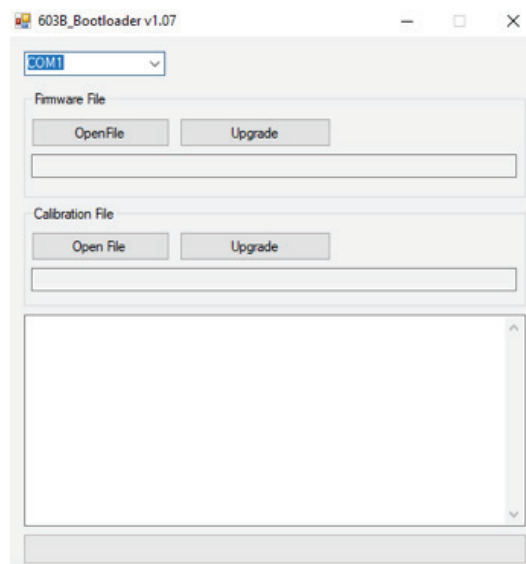 603B_Bootloader v1.07
COM1
Firmware File
OpenFile Upgrade
Calibration File
Open File Upgrade